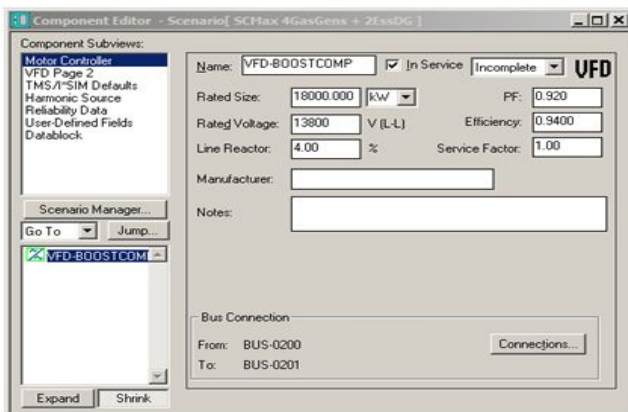 Component Editor - Scenario[ SCMax 4GasGens + 2EssDG ]
Component Subviews:
Motor Controller
VFD Page 2
TMS/I*SIM Defaults
Harmonic Source
Reliability Data
User-Defined Fields
Datablock
Scenario Manager...
Go To
Jump...
VFD-BOOSTCOM
Expand
Shrink
Name: VFD-BOOSTCOMP In Service Incomplete VFD
Rated Size: 18000.000 kW PF: 0.920
Rated Voltage: 13800 V (L-L) Efficiency: 0.9400
Line Reactor: 4.00 % Service Factor: 1.00
Manufacturer:
Notes:
Bus Connection
From: BUS-0200 Connections...
To: BUS-0201